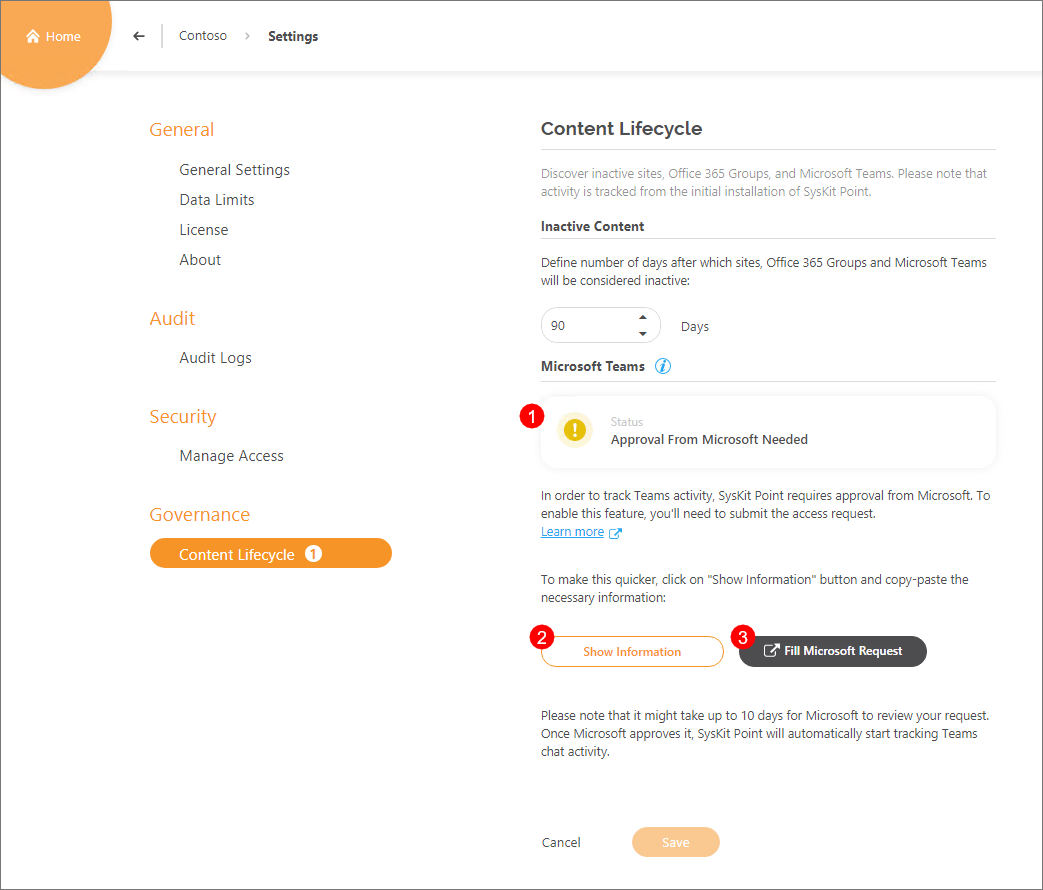 Home
Contoso > Settings
General
General Settings
Data Limits
License
About
Audit
Audit Logs
Security
Manage Access
Governance
Content Lifecycle 1
Content Lifecycle
Discover inactive sites, Office 365 Groups, and Microsoft Teams. Please note that
activity is tracked from the initial installation of SysKit Point.
Inactive Content
Define number of days after which sites, Office 365 Groups and Microsoft Teams
will be considered inactive:
90 Days
Microsoft Teams i
1
!
Status
Approval From Microsoft Needed
In order to track Teams activity, SysKit Point requires approval from Microsoft. To
enable this feature, you'll need to submit the access request.
Learn more
To make this quicker, click on "Show Information" button and copy-paste the
necessary information:
2 Show Information 3 Fill Microsoft Request
Please note that it might take up to 10 days for Microsoft to review your request.
Once Microsoft approves it, SysKit Point will automatically start tracking Teams
chat activity.
Cancel Save